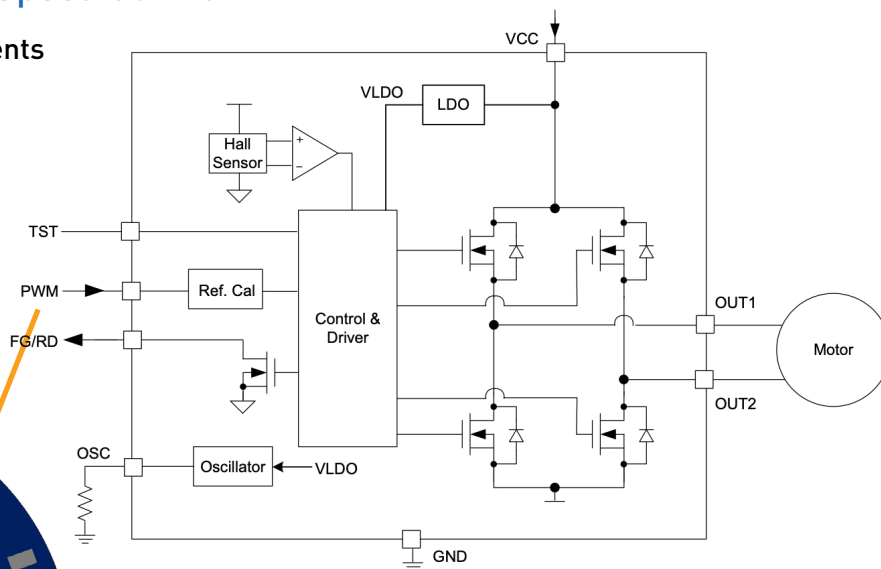 ents
VCC
VLDO
LDO
Hall
Sensor
+
−
TST
PWM
Ref. Cal
Control &
Driver
FG/RD
OUT1
Motor
OUT2
OSC
Oscillator
VLDO
GND